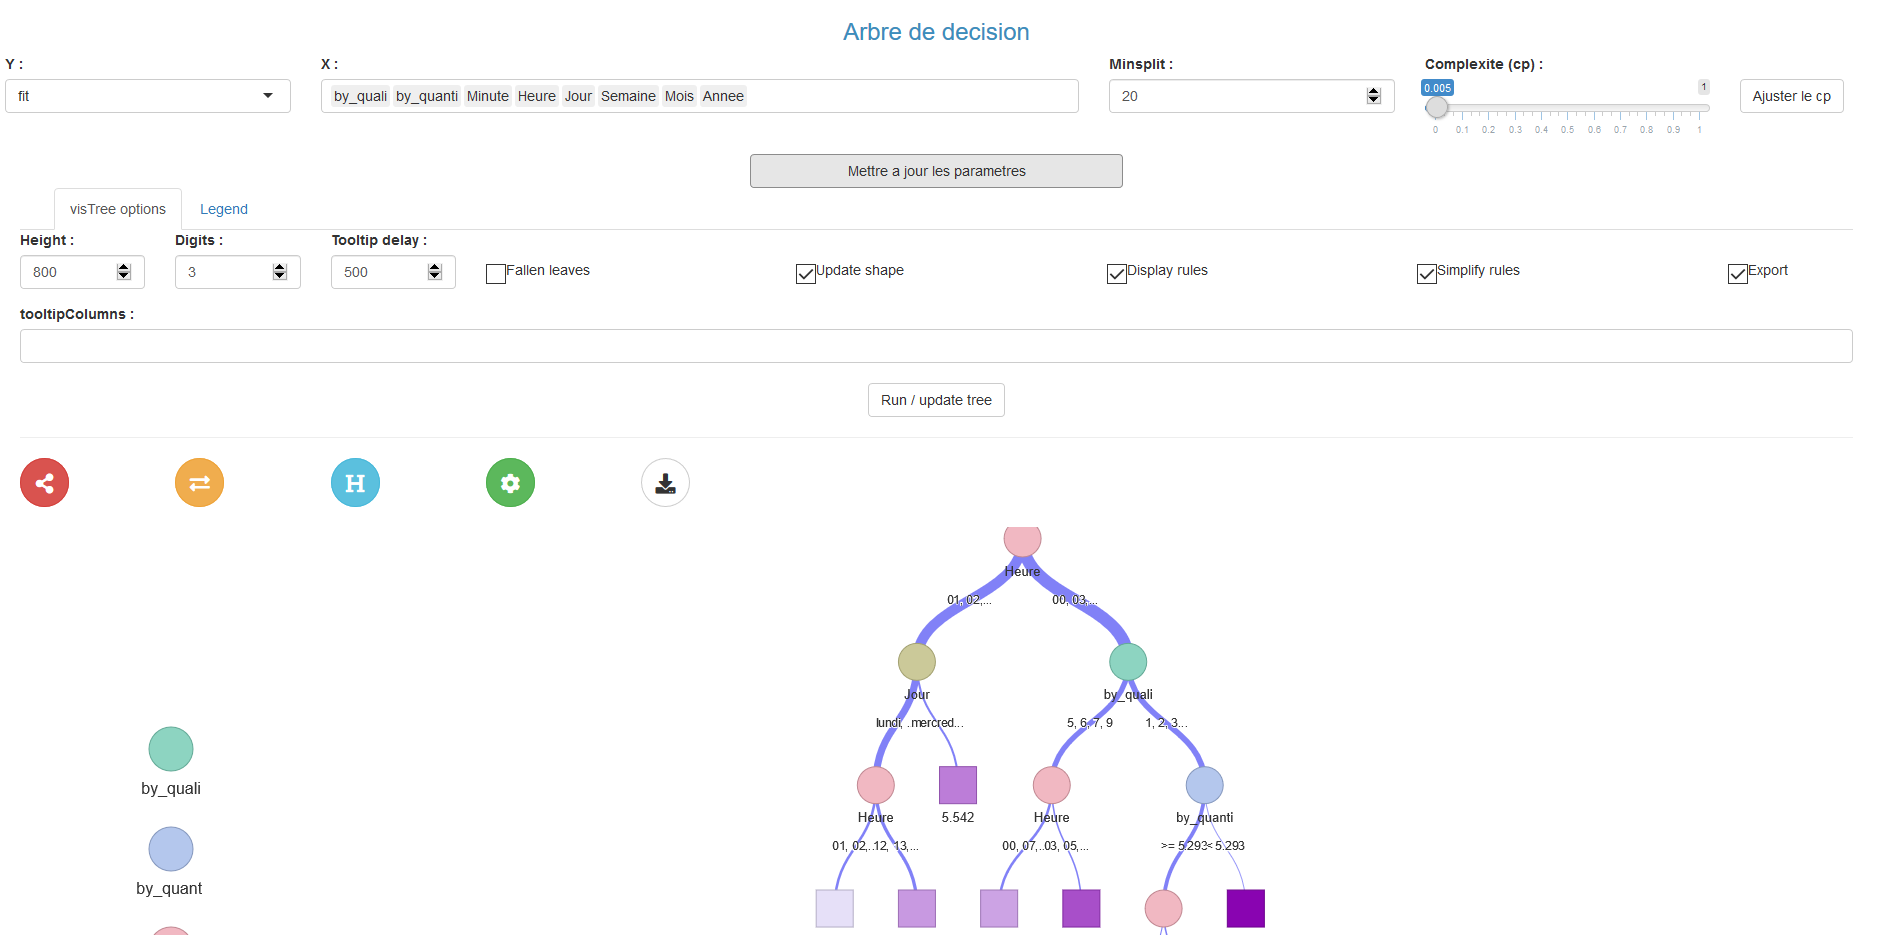 Arbre de decision
Y :
X :
Minsplit :
Complexite (cp) :
fit
by_quali by_quanti Minute Heure Jour Semaine Mois Annee
20
0.005
1
0 0.1 0.2 0.3 0.4 0.5 0.6 0.7 0.8 0.9 1
Ajuster le cp
Mettre a jour les parametres
visTree options
Legend
Height :
Digits :
Tooltip delay :
800
3
500
Fallen leaves
Update shape
Display rules
Simplify rules
Export
tooltipColumns :
Run / update tree
H
Heure
01, 02,...
00, 03,...
Jour
by_quali
lundi, ..
mercred...
5, 6, 7, 9
1, 2, 3...
Heure
5.542
Heure
by_quanti
01, 02,..
12, 13,...
00, 07,..
03, 05,...
>= 5.293
< 5.293
by_quali
by_quant